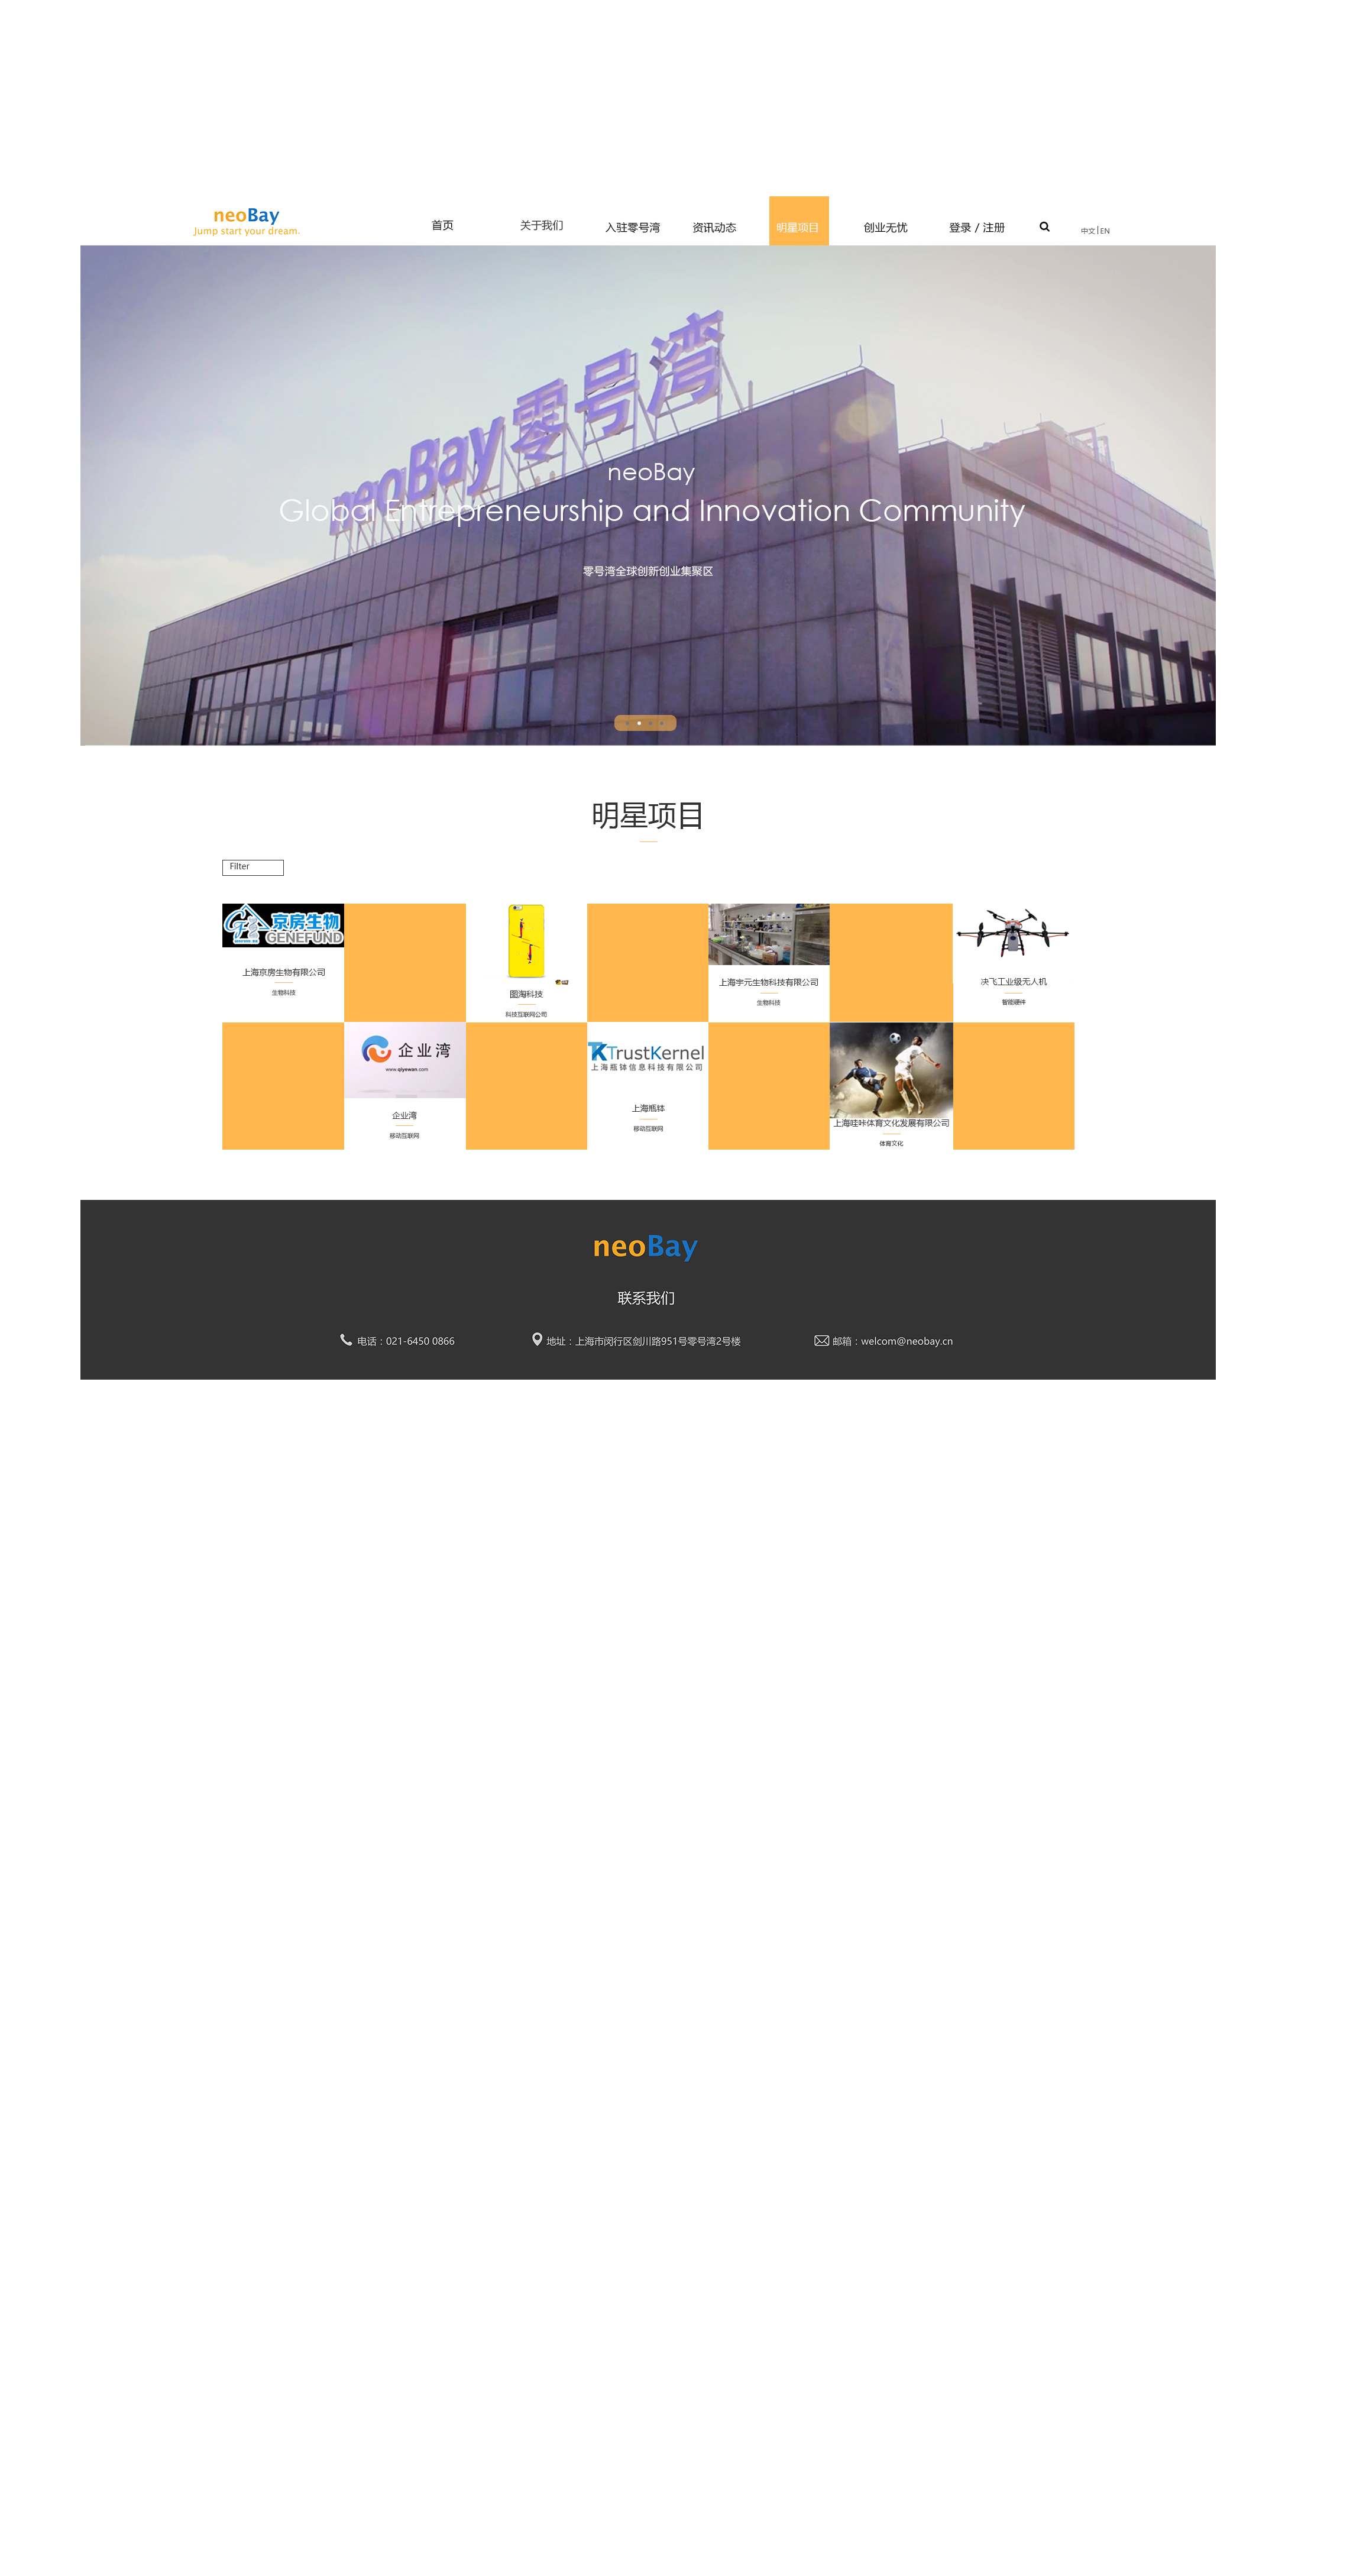 neoBay
Jump start your dream.
首页
关于我们
入驻零号湾
资讯动态
明星项目
创业无忧
登录 / 注册
中文 | EN
neoBay 零号湾
neoBay
Global Entrepreneurship and Innovation Community
零号湾全球创新创业集聚区
明星项目
Filter
京房生物
GENEFUND
上海京房生物有限公司
生物科技
图淘科技
科技互联网公司
上海宇元生物科技有限公司
生物科技
决飞工业级无人机
智能硬件
企业湾
www.qiyewan.com
企业湾
移动互联网
TK TrustKernel
上海瓶钵信息科技有限公司
上海瓶钵
移动互联网
上海哇咔体育文化发展有限公司
体育文化
neoBay
联系我们
电话：021-6450 0866
地址：上海市闵行区剑川路951号零号湾2号楼
邮箱：welcom@neobay.cn